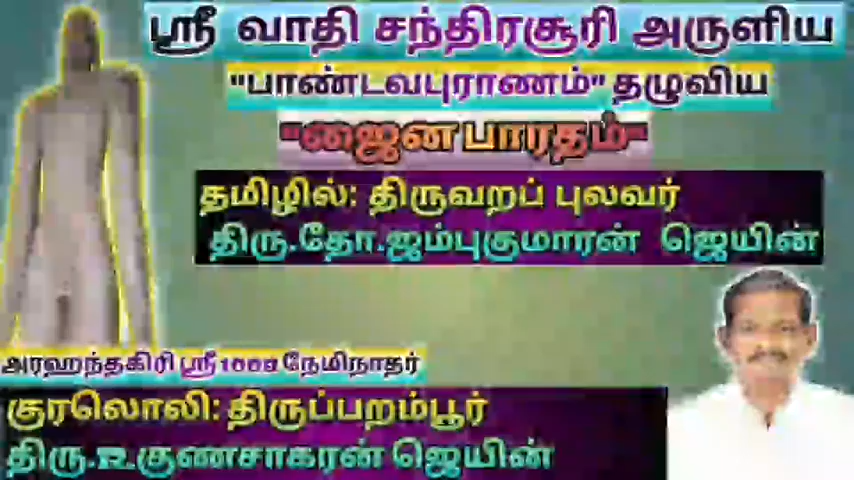 ஸ்ரீ வாதி சந்திரசூரி அருளிய
"பாண்டவபுராணம்" தழுவிய
"ஜைன பாரதம்"
தமிழில்: திருவறப் புலவர்
திரு.தோ.ஜம்புகுமாரன் ஜெயின்
அரஹந்தகிரி ஸ்ரீ 1008 நேமிநாதர்
குரலொலி: திருப்பறம்பூர்
திரு.உ.குணசாகரன் ஜெயின்